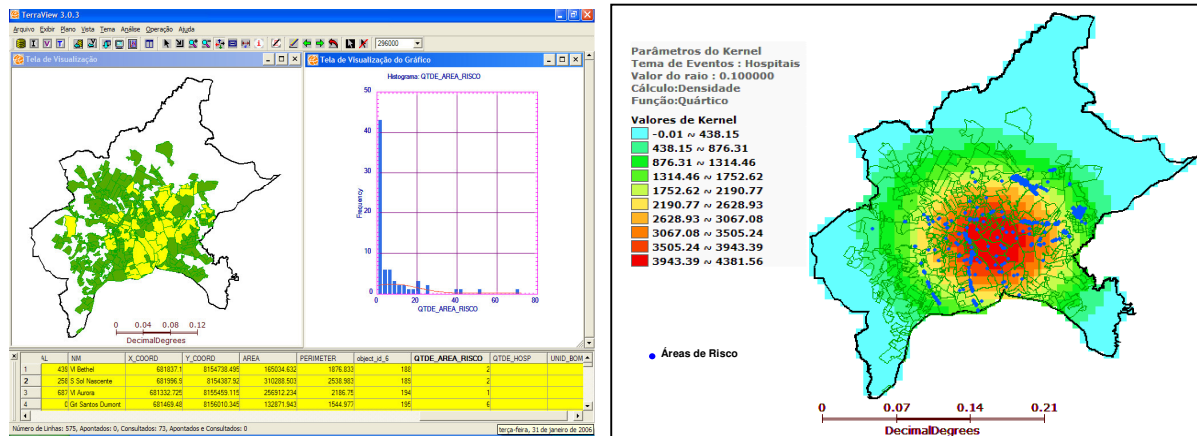 TerraView 3.0.3
Arquivo Exibir Plano Vista Tema Análise Operação Ajuda
I V T
296000
Tela de Visualização
0 0.04 0.08 0.12
DecimalDegrees
Tela de Visualização do Gráfico
Histograma: QTDE_AREA_RISCO
Frequency
50
40
30
20
10
0
0 20 40 60 80
QTDE_AREA_RISCO
NM X_COORD Y_COORD AREA PERIMETER object_id_6 QTDE_AREA_RISCO QTDE_HOSP UNID_BOM
1 438 Vl Bethel 681837.1 8154738.495 165034.632 1876.833 188 2
2 258 S Sol Nascente 681996.9 8154387.92 310288.503 2538.983 189 2
3 687 Vl Aurora 681332.725 8155459.115 256912.234 2186.75 194 1
4 0 Gri Santos Dumont 681469.48 8156010.345 132871.943 1544.977 195 6
Número de Linhas: 575, Apontados: 0, Consultados: 73, Apontados e Consultados: 0
terça-feira, 31 de janeiro de 2006
Parâmetros do Kernel
Tema de Eventos : Hospitais
Valor do raio : 0.100000
Cálculo:Densidade
Função:Quártico
Valores de Kernel
-0.01 ~ 438.15
438.15 ~ 876.31
876.31 ~ 1314.46
1314.46 ~ 1752.62
1752.62 ~ 2190.77
2190.77 ~ 2628.93
2628.93 ~ 3067.08
3067.08 ~ 3505.24
3505.24 ~ 3943.39
3943.39 ~ 4381.56
Áreas de Risco
0 0.07 0.14 0.21
DecimalDegrees